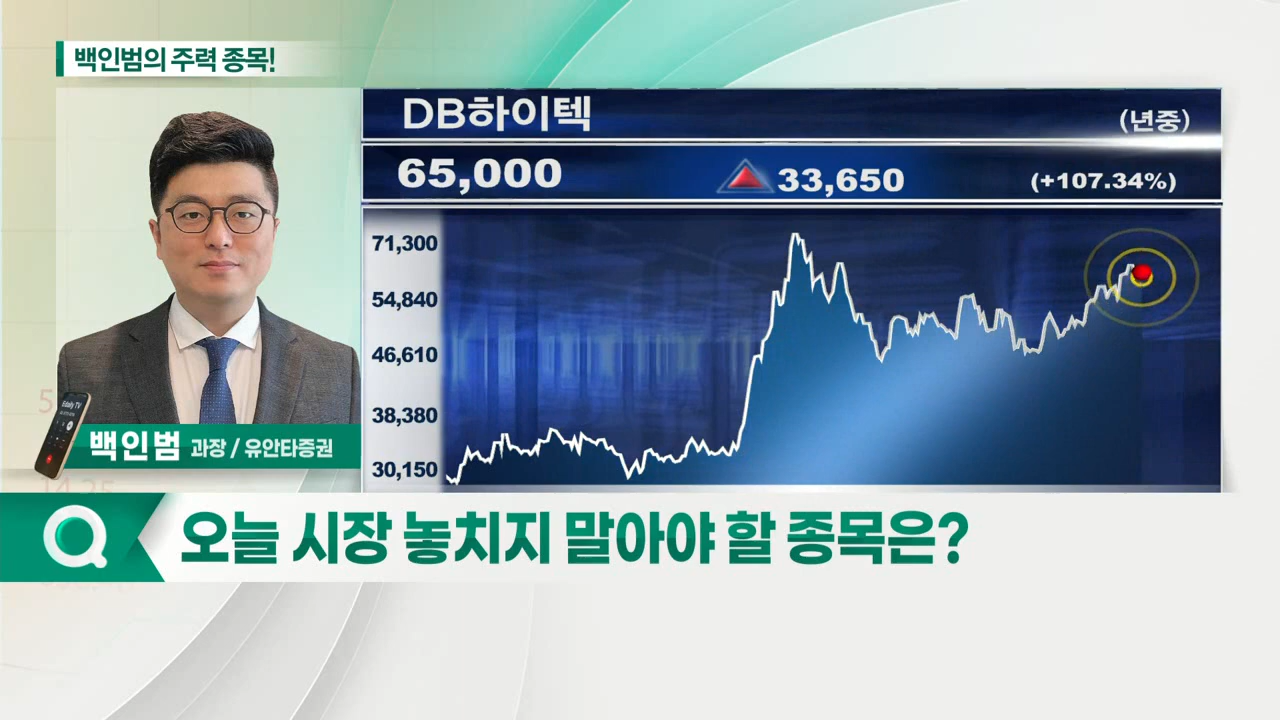 백인범의 주력 종목!
DB하이텍
(년중)
65,000
▲ 33,650
(+107.34%)
71,300
54,840
46,610
38,380
30,150
Edaily TV
백인범 과장 / 유안타증권
오늘 시장 놓치지 말아야 할 종목은?